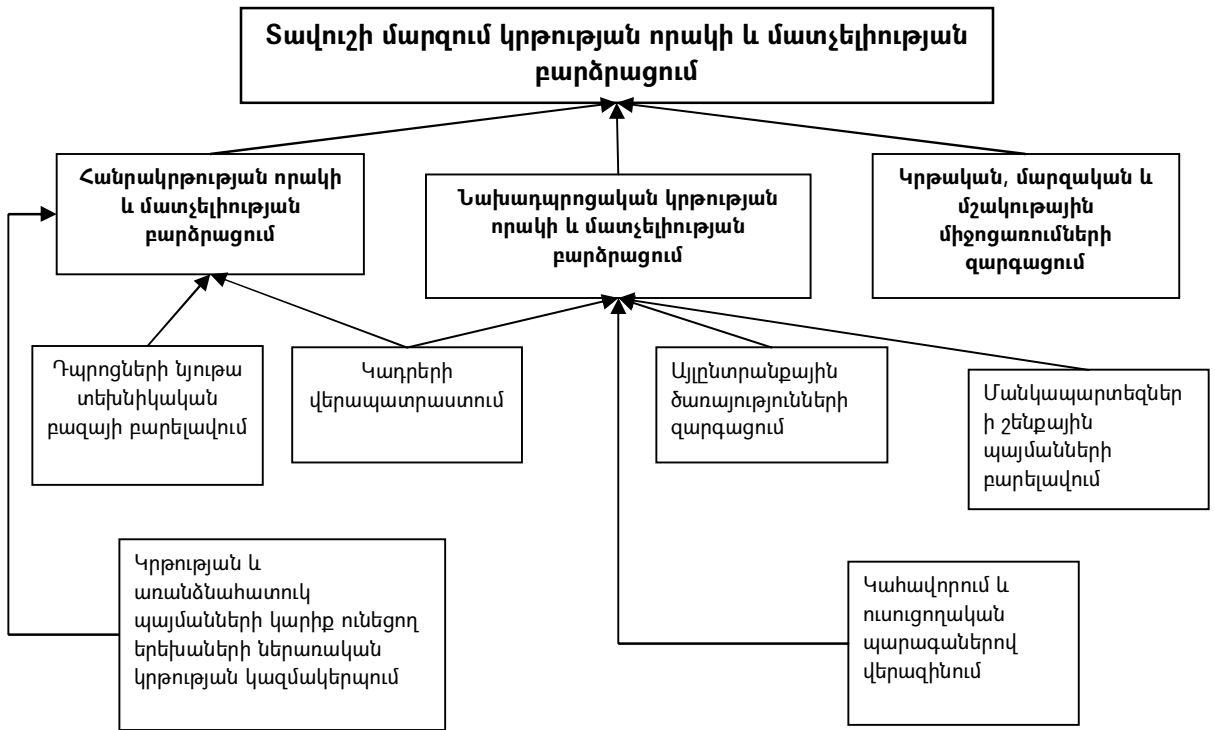 Տավուշի մարզում կրթության որակի և մատչելիության
բարձրացում
Հանրակրթության որակի
և մատչելիության
բարձրացում
Նախադպրոցական կրթության
որակի և մատչելիության
բարձրացում
Կրթական, մարզական և
մշակութային
միջոցառումների
զարգացում
Դպրոցների նյութա
տեխնիկական
բազայի բարելավում
Կադրերի
վերապատրաստում
Այլընտրանքային
ծառայությունների
զարգացում
Մանկապարտեզներ
ի շենքային
պայմանների
բարելավում
Կրթության և
առանձնահատուկ
պայմանների կարիք ունեցող
երեխաների ներառական
կրթության կազմակերպում
Կահավորում և
ուսուցողական
պարագաներով
վերազինում